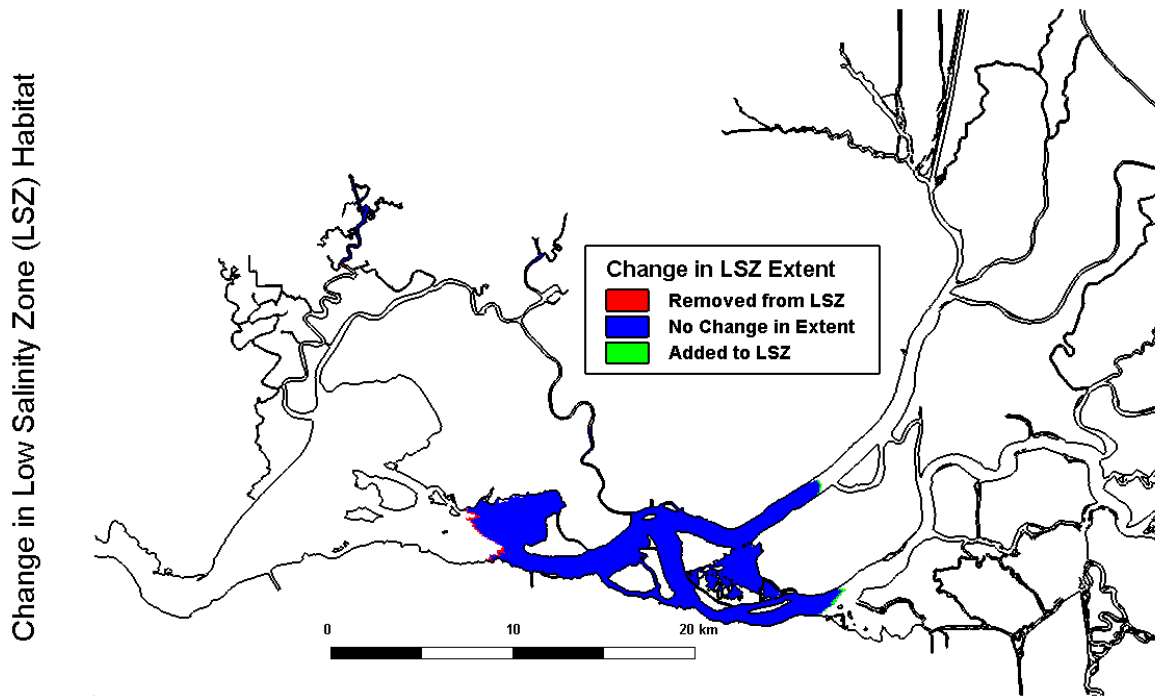 Change in Low Salinity Zone (LSZ) Habitat
Change in LSZ Extent
Removed from LSZ
No Change in Extent
Added to LSZ
0 10 20 km